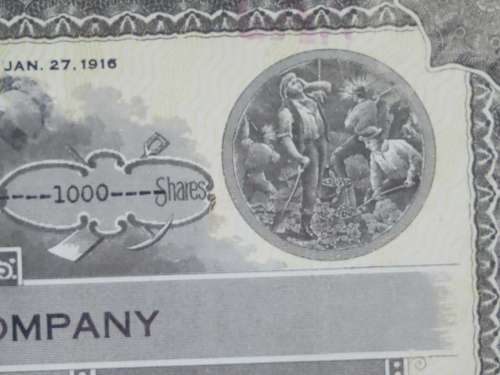 JAN. 27, 1916
----1000---- Shares
OMPANY